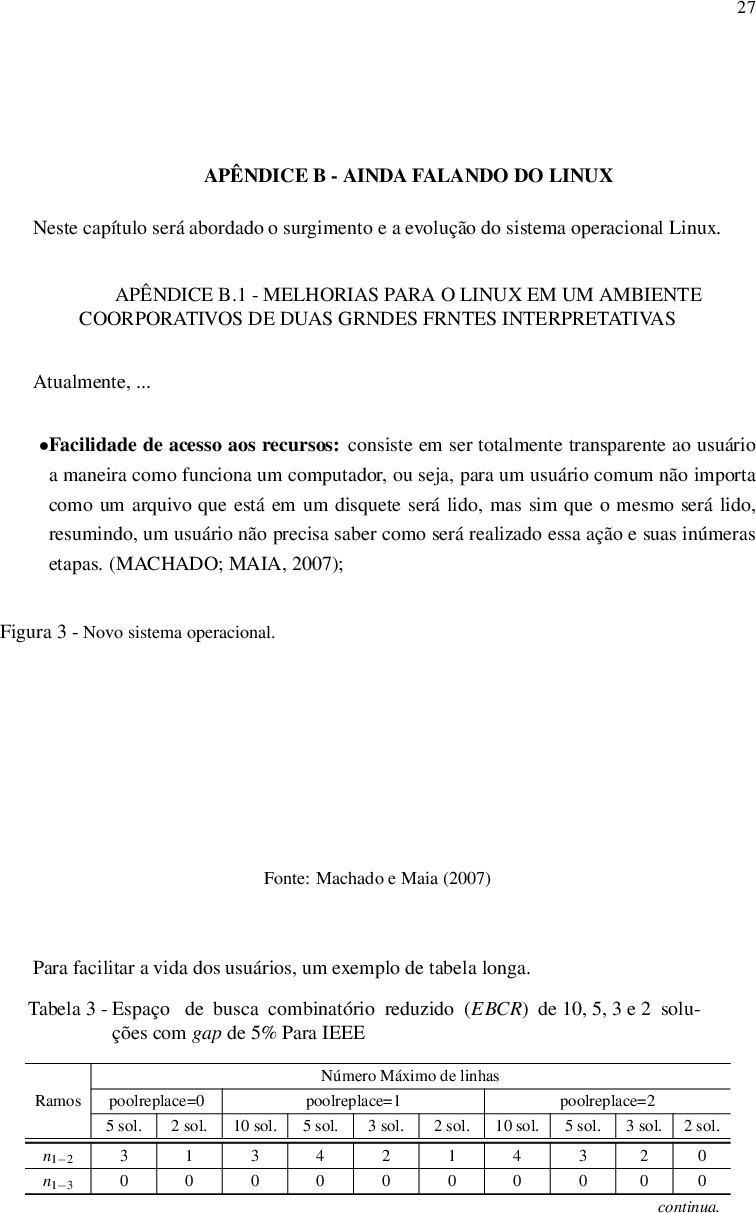 27
APÊNDICE B - AINDA FALANDO DO LINUX
Neste capítulo será abordado o surgimento e a evolução do sistema operacional Linux.
APÊNDICE B.1 - MELHORIAS PARA O LINUX EM UM AMBIENTE
COORPORATIVOS DE DUAS GRNDES FRNTES INTERPRETATIVAS
Atualmente, ...
•Facilidade de acesso aos recursos: consiste em ser totalmente transparente ao usuário
a maneira como funciona um computador, ou seja, para um usuário comum não importa
como um arquivo que está em um disquete será lido, mas sim que o mesmo será lido,
resumindo, um usuário não precisa saber como será realizado essa ação e suas inúmeras
etapas. (MACHADO; MAIA, 2007);
Figura 3 - Novo sistema operacional.
Fonte: Machado e Maia (2007)
Para facilitar a vida dos usuários, um exemplo de tabela longa.
Tabela 3 - Espaço de busca combinatório reduzido (EBCR) de 10, 5, 3 e 2 solu-
ções com gap de 5% Para IEEE
Número Máximo de linhas
Ramos poolreplace=0 poolreplace=1 poolreplace=2
5 sol. 2 sol. 10 sol. 5 sol. 3 sol. 2 sol. 10 sol. 5 sol. 3 sol. 2 sol.
n1−2 3 1 3 4 2 1 4 3 2 0
n1−3 0 0 0 0 0 0 0 0 0 0
continua.